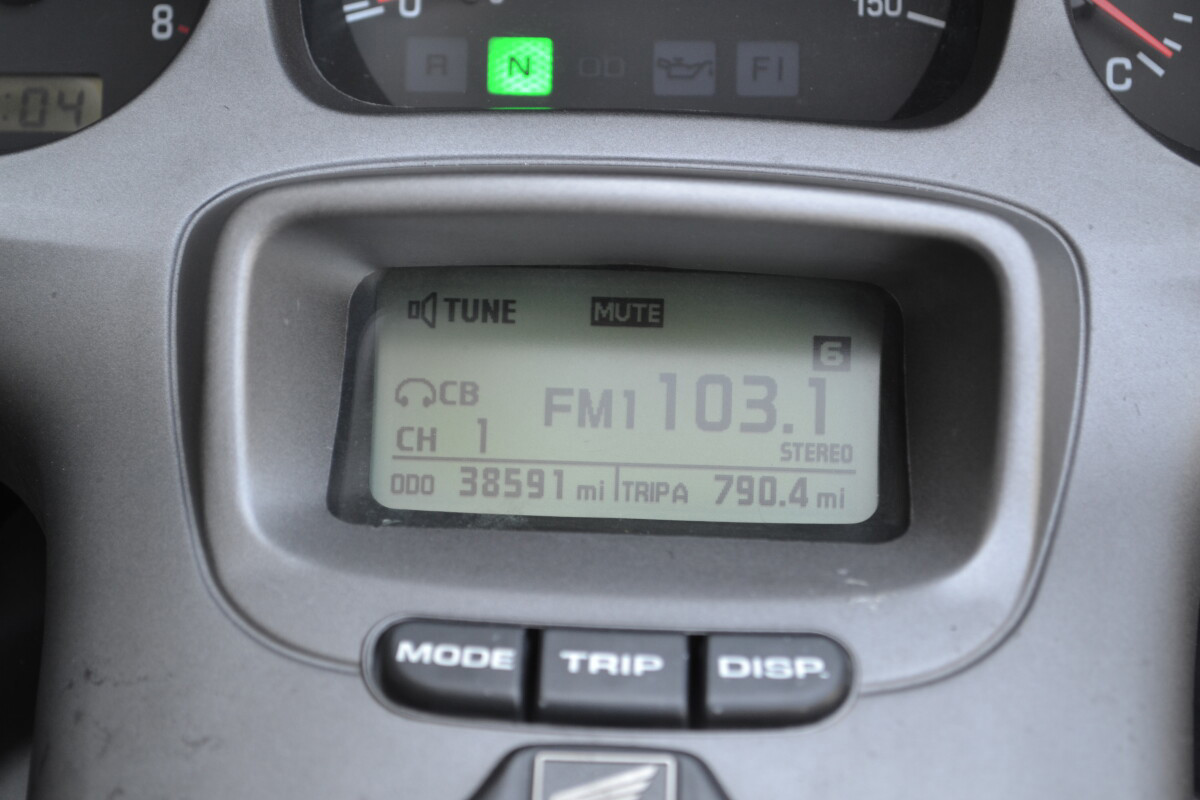 8
0
150
:04
R N OD FI
C
TUNE MUTE
6
CB FM1 103.1
CH 1
STEREO
ODO 38591 mi TRIP A 790.4 mi
MODE TRIP DISP.